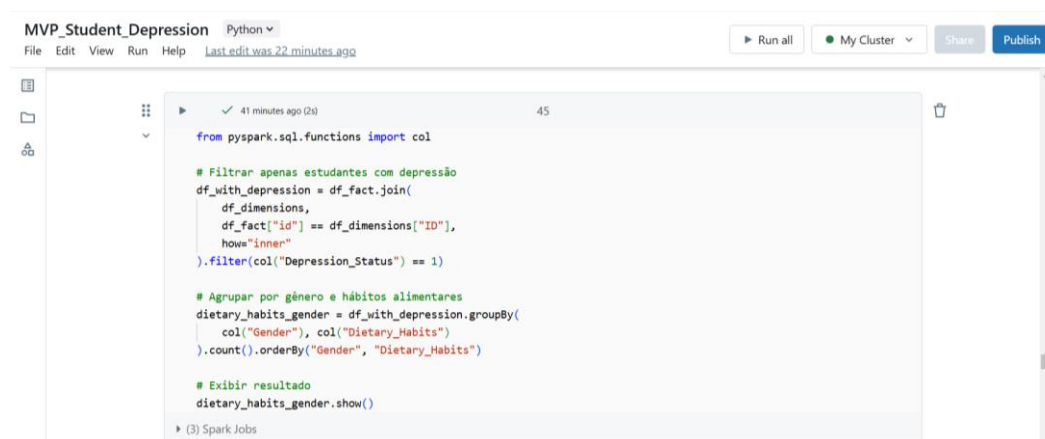 MVP_Student_Depression Python
File Edit View Run Help Last edit was 22 minutes ago
Run all My Cluster Share Publish
41 minutes ago (2s) 45
from pyspark.sql.functions import col
# Filtrar apenas estudantes com depressão
df_with_depression = df_fact.join(
    df_dimensions,
    df_fact["id"] == df_dimensions["ID"],
    how="inner"
).filter(col("Depression_Status") == 1)
# Agrupar por gênero e hábitos alimentares
dietary_habits_gender = df_with_depression.groupBy(
    col("Gender"), col("Dietary_Habits")
).count().orderBy("Gender", "Dietary_Habits")
# Exibir resultado
dietary_habits_gender.show()
(3) Spark Jobs